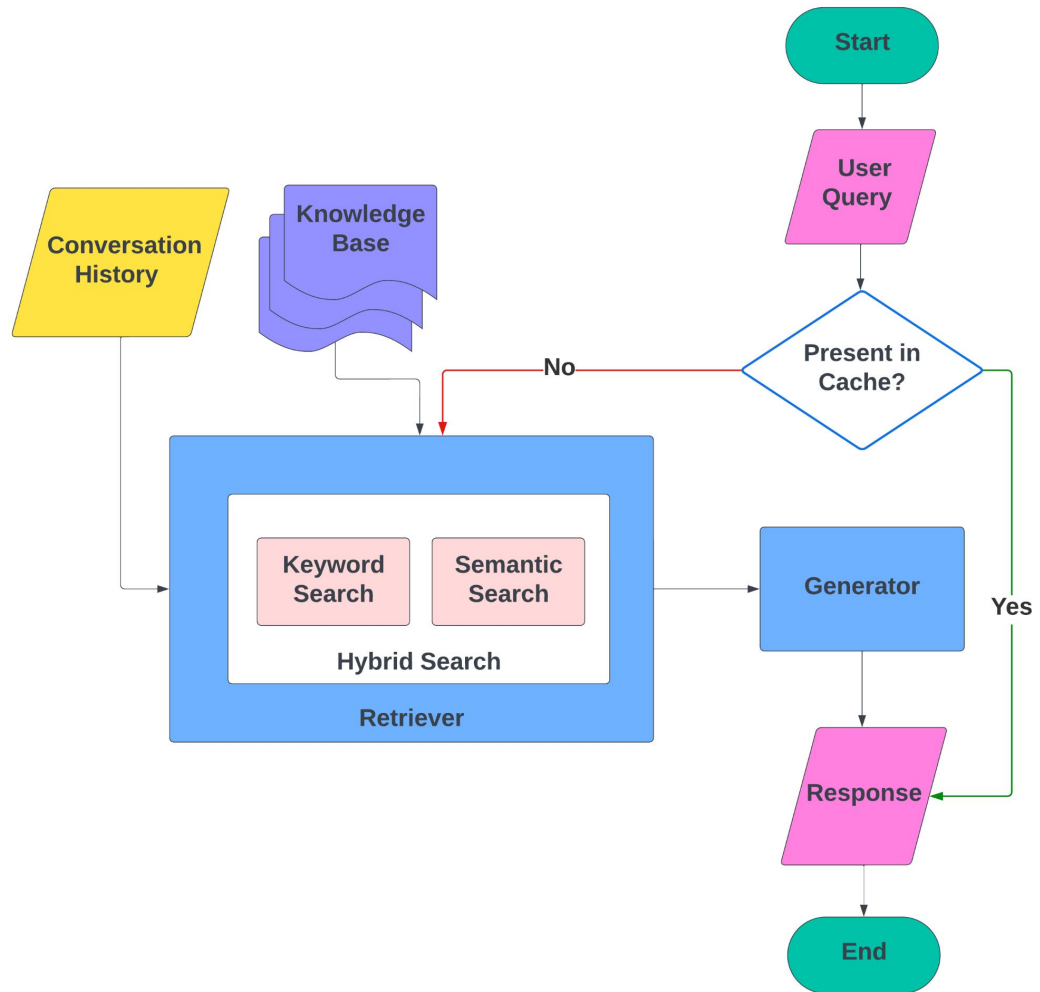 Start
User
Query
Conversation
History
Knowledge
Base
Present in
Cache?
No
Yes
Keyword
Search
Semantic
Search
Hybrid Search
Retriever
Generator
Response
End